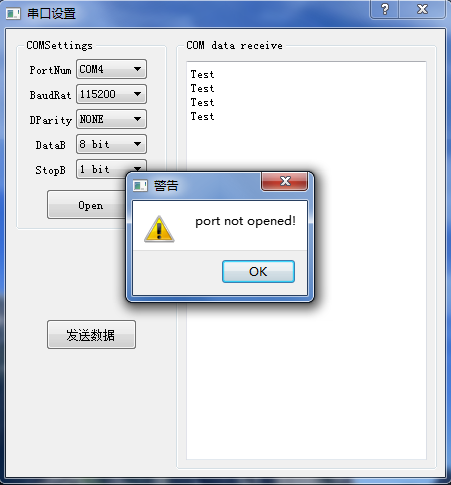 串口设置
COMSettings
PortNum COM4
BaudRat 115200
DParity NONE
DataB 8 bit
StopB 1 bit
Open
发送数据
COM data receive
Test
Test
Test
Test
警告
port not opened!
OK